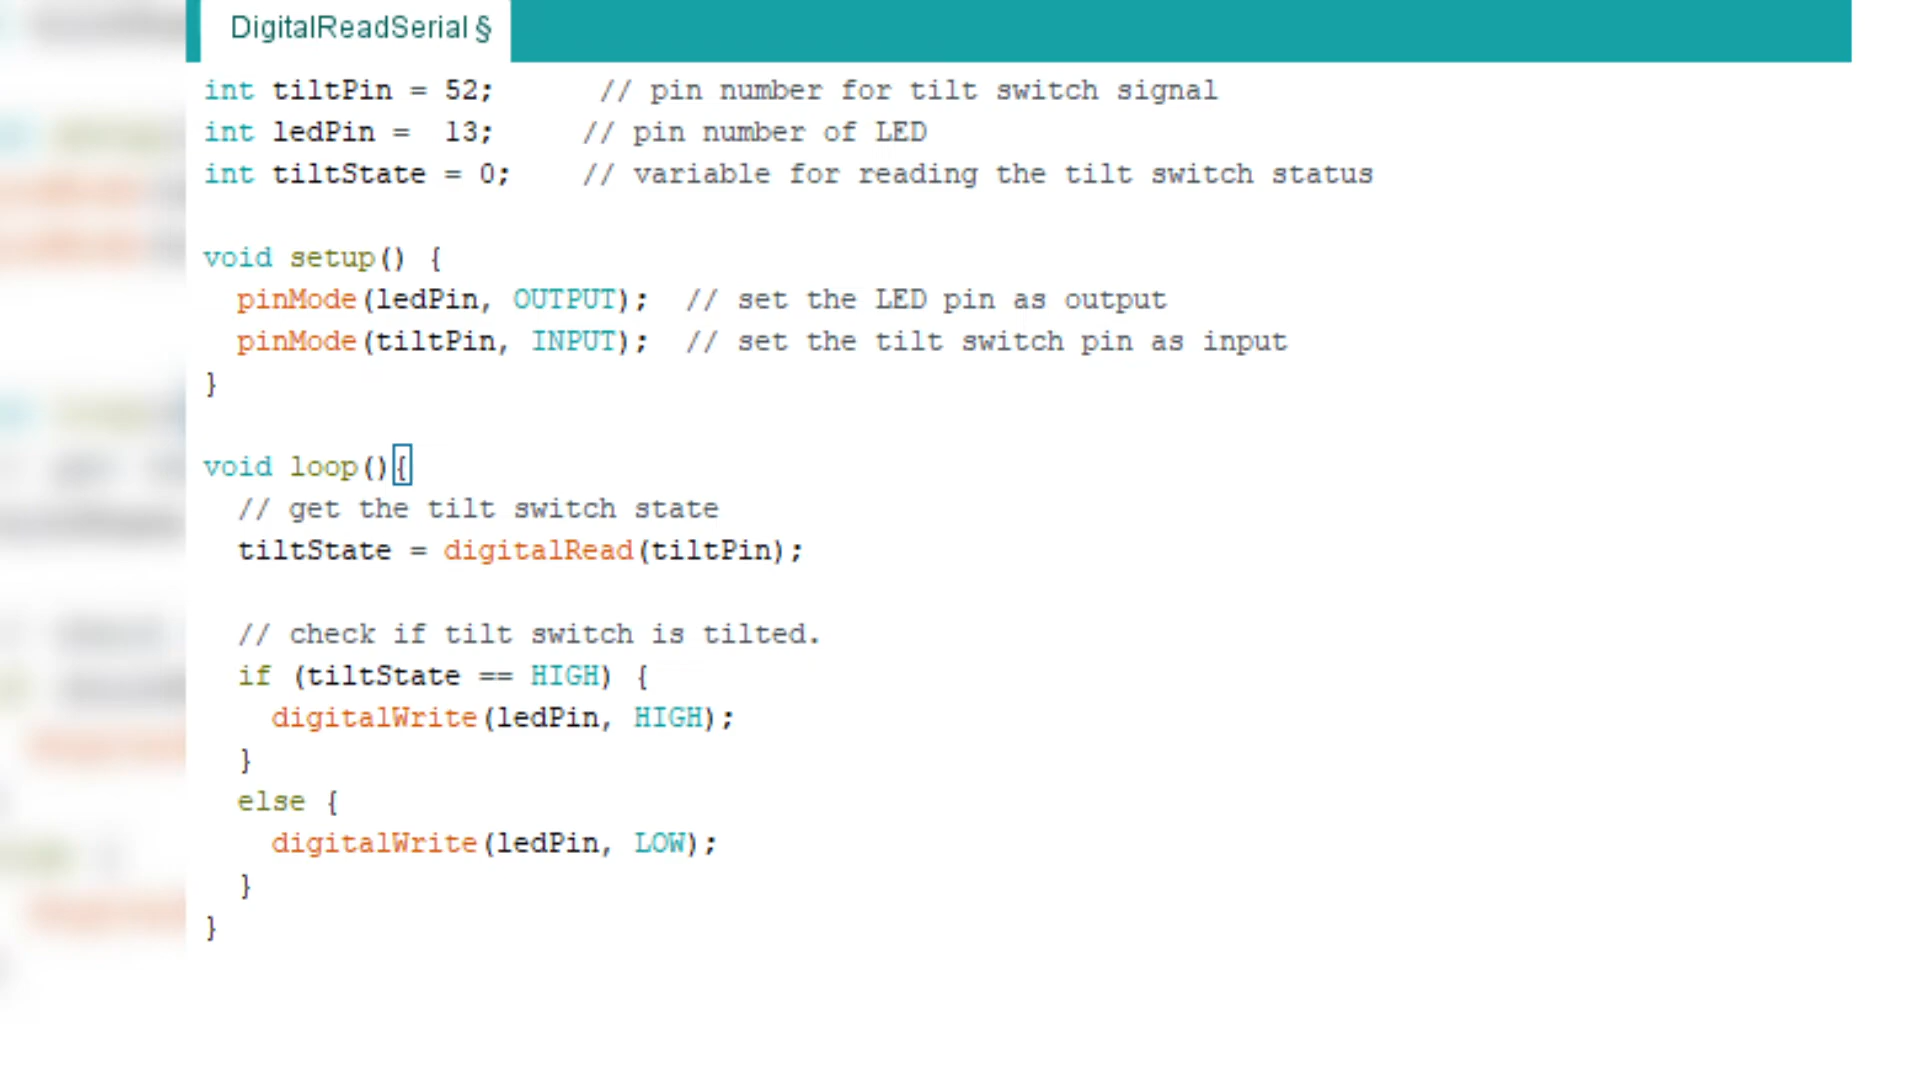 DigitalReadSerial §
int tiltPin = 52;      // pin number for tilt switch signal
int ledPin =  13;     // pin number of LED
int tiltState = 0;    // variable for reading the tilt switch status
void setup() {
  pinMode(ledPin, OUTPUT);  // set the LED pin as output
  pinMode(tiltPin, INPUT);  // set the tilt switch pin as input
}
void loop(){
  // get the tilt switch state
  tiltState = digitalRead(tiltPin);
  // check if tilt switch is tilted.
  if (tiltState == HIGH) {
    digitalWrite(ledPin, HIGH);
  }
  else {
    digitalWrite(ledPin, LOW);
  }
}